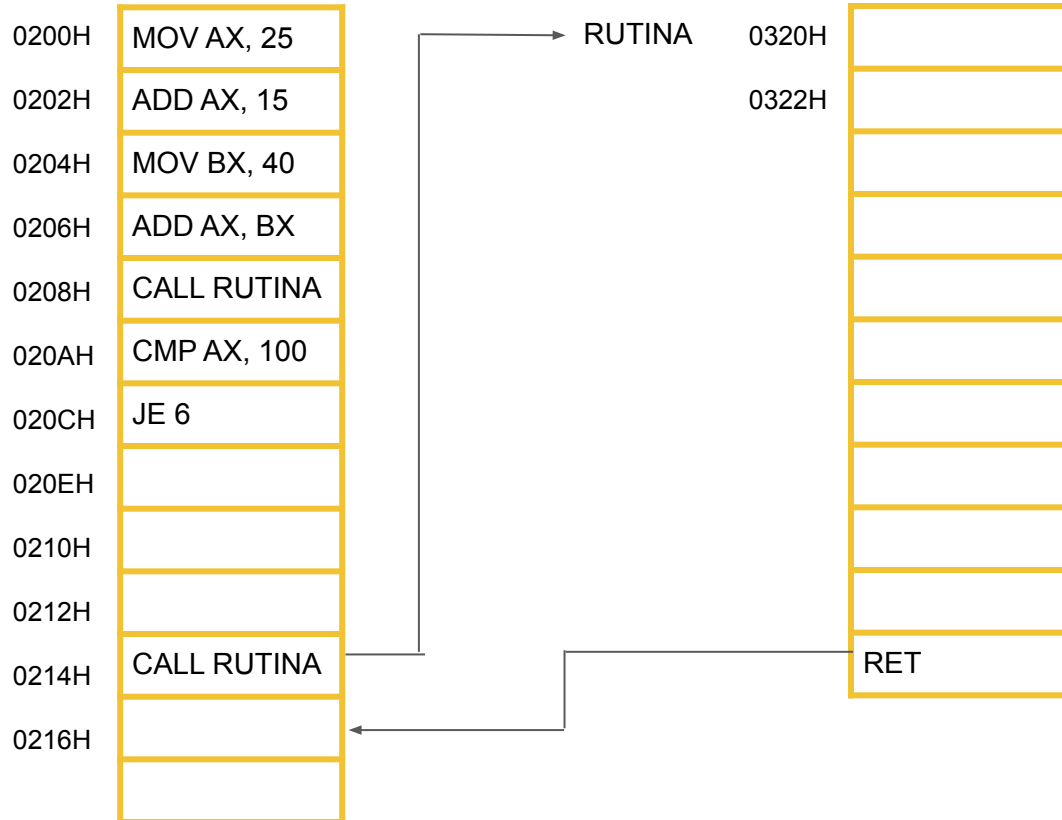 0200H MOV AX, 25
0202H ADD AX, 15
0204H MOV BX, 40
0206H ADD AX, BX
0208H CALL RUTINA
020AH CMP AX, 100
020CH JE 6
020EH
0210H
0212H
0214H CALL RUTINA
0216H
RUTINA 0320H
0322H
RET